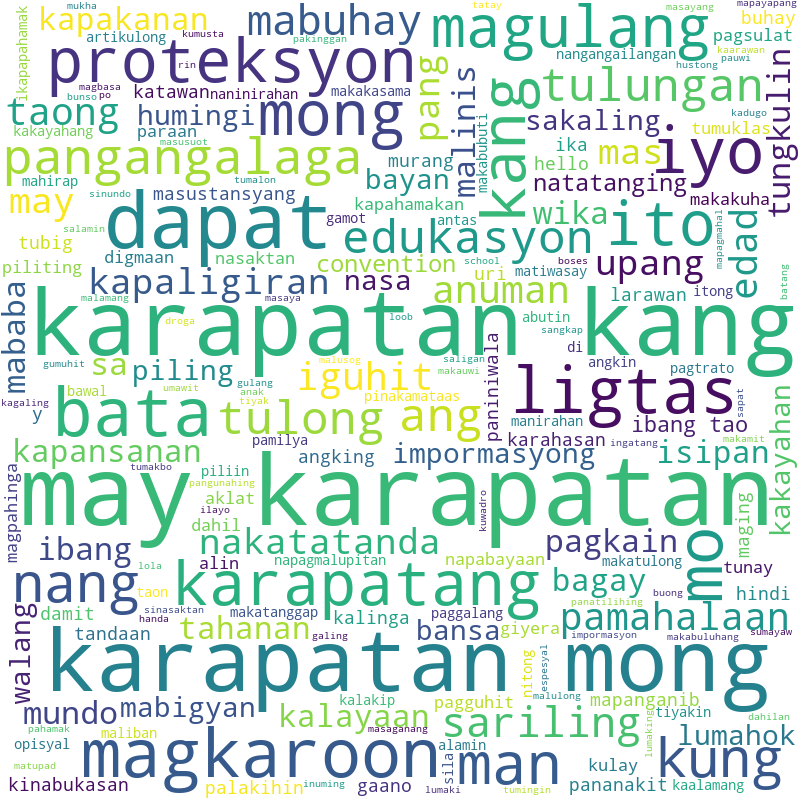 mukha
tatay
masayang
mapayapang
kapakanan
mabuhay
magulang
buhay
artikulong
pakinggan
kaarawan
pagsulat
rin
kumusta
nangangailangan
hustong
pauwi
ikapapahamak
proteksyon
mong
pang
kang
tulungan
magbasa
po
katawan
naninirahan
makakasama
malinis
kadugo
bunso
taong
humingi
sakaling
tumuklas
tungkulin
kakayahang
paraan
ika
iyo
masusuot
makabubuti
hello
mas
pangangalaga
murang
bayan
natatanging
mahirap
tumalon
makakuha
sinundo
masustansyang
kapahamakan
wika
may
dapat
gamot
antas
ito
edad
mapagmahal
salamin
edukasyon
tubig
digmaan
nasaktan
school
boses
matiwasay
upang
piliting
convention
uri
kapaligiran
nasa
anuman
larawan
itong
batang
mababa
malamang
masaya
abutin
karapatan kang
droga
loob
sangkap
gumuhit
malusog
saligan
di
angkin
sa
piling
iguhit
makauwi
paniniwala
pagtrato
kagaling
bawal
umawit
gulang
anak
tiyak
pinakamataas
ligtas
manirahan
sapat
y
bata
tulong
ang
karahasan
ibang tao
ingatang
makamit
kapansanan
pamilya
angking
impormasyong
isipan
kakayahan
tumakbo
piliin
pangunahing
may karapatan
magpahinga
aklat
ilayo
kuwadro
dahil
maging
ibang
lola
alin
nakatatanda
napagmalupitan
napabayaan
pagkain
makatulong
tunay
mo
buong
nang
taon
karapatang
paggalang
bagay
hindi
panatilihing
damit
sinasaktan
handa
makatanggap
kalinga
giyera
nitong
espesyal
pamahalaan
impormasyon
makabuluhang
sumayaw
walang
tandaan
tahanan
galing
bansa
karapatan mong
malulong
mundo
mabigyan
kalakip
pagguhit
mapanganib
kalayaan
masaganang
sariling
lumaking
tiyakin
dahilan
pahamak
opisyal
maliban
alamin
lumahok
matupad
magkaroon
sila
man
kulay
kung
kinabukasan
palakihin
inuming
gaano
lumaki
tumingin
pananakit
kaalamang